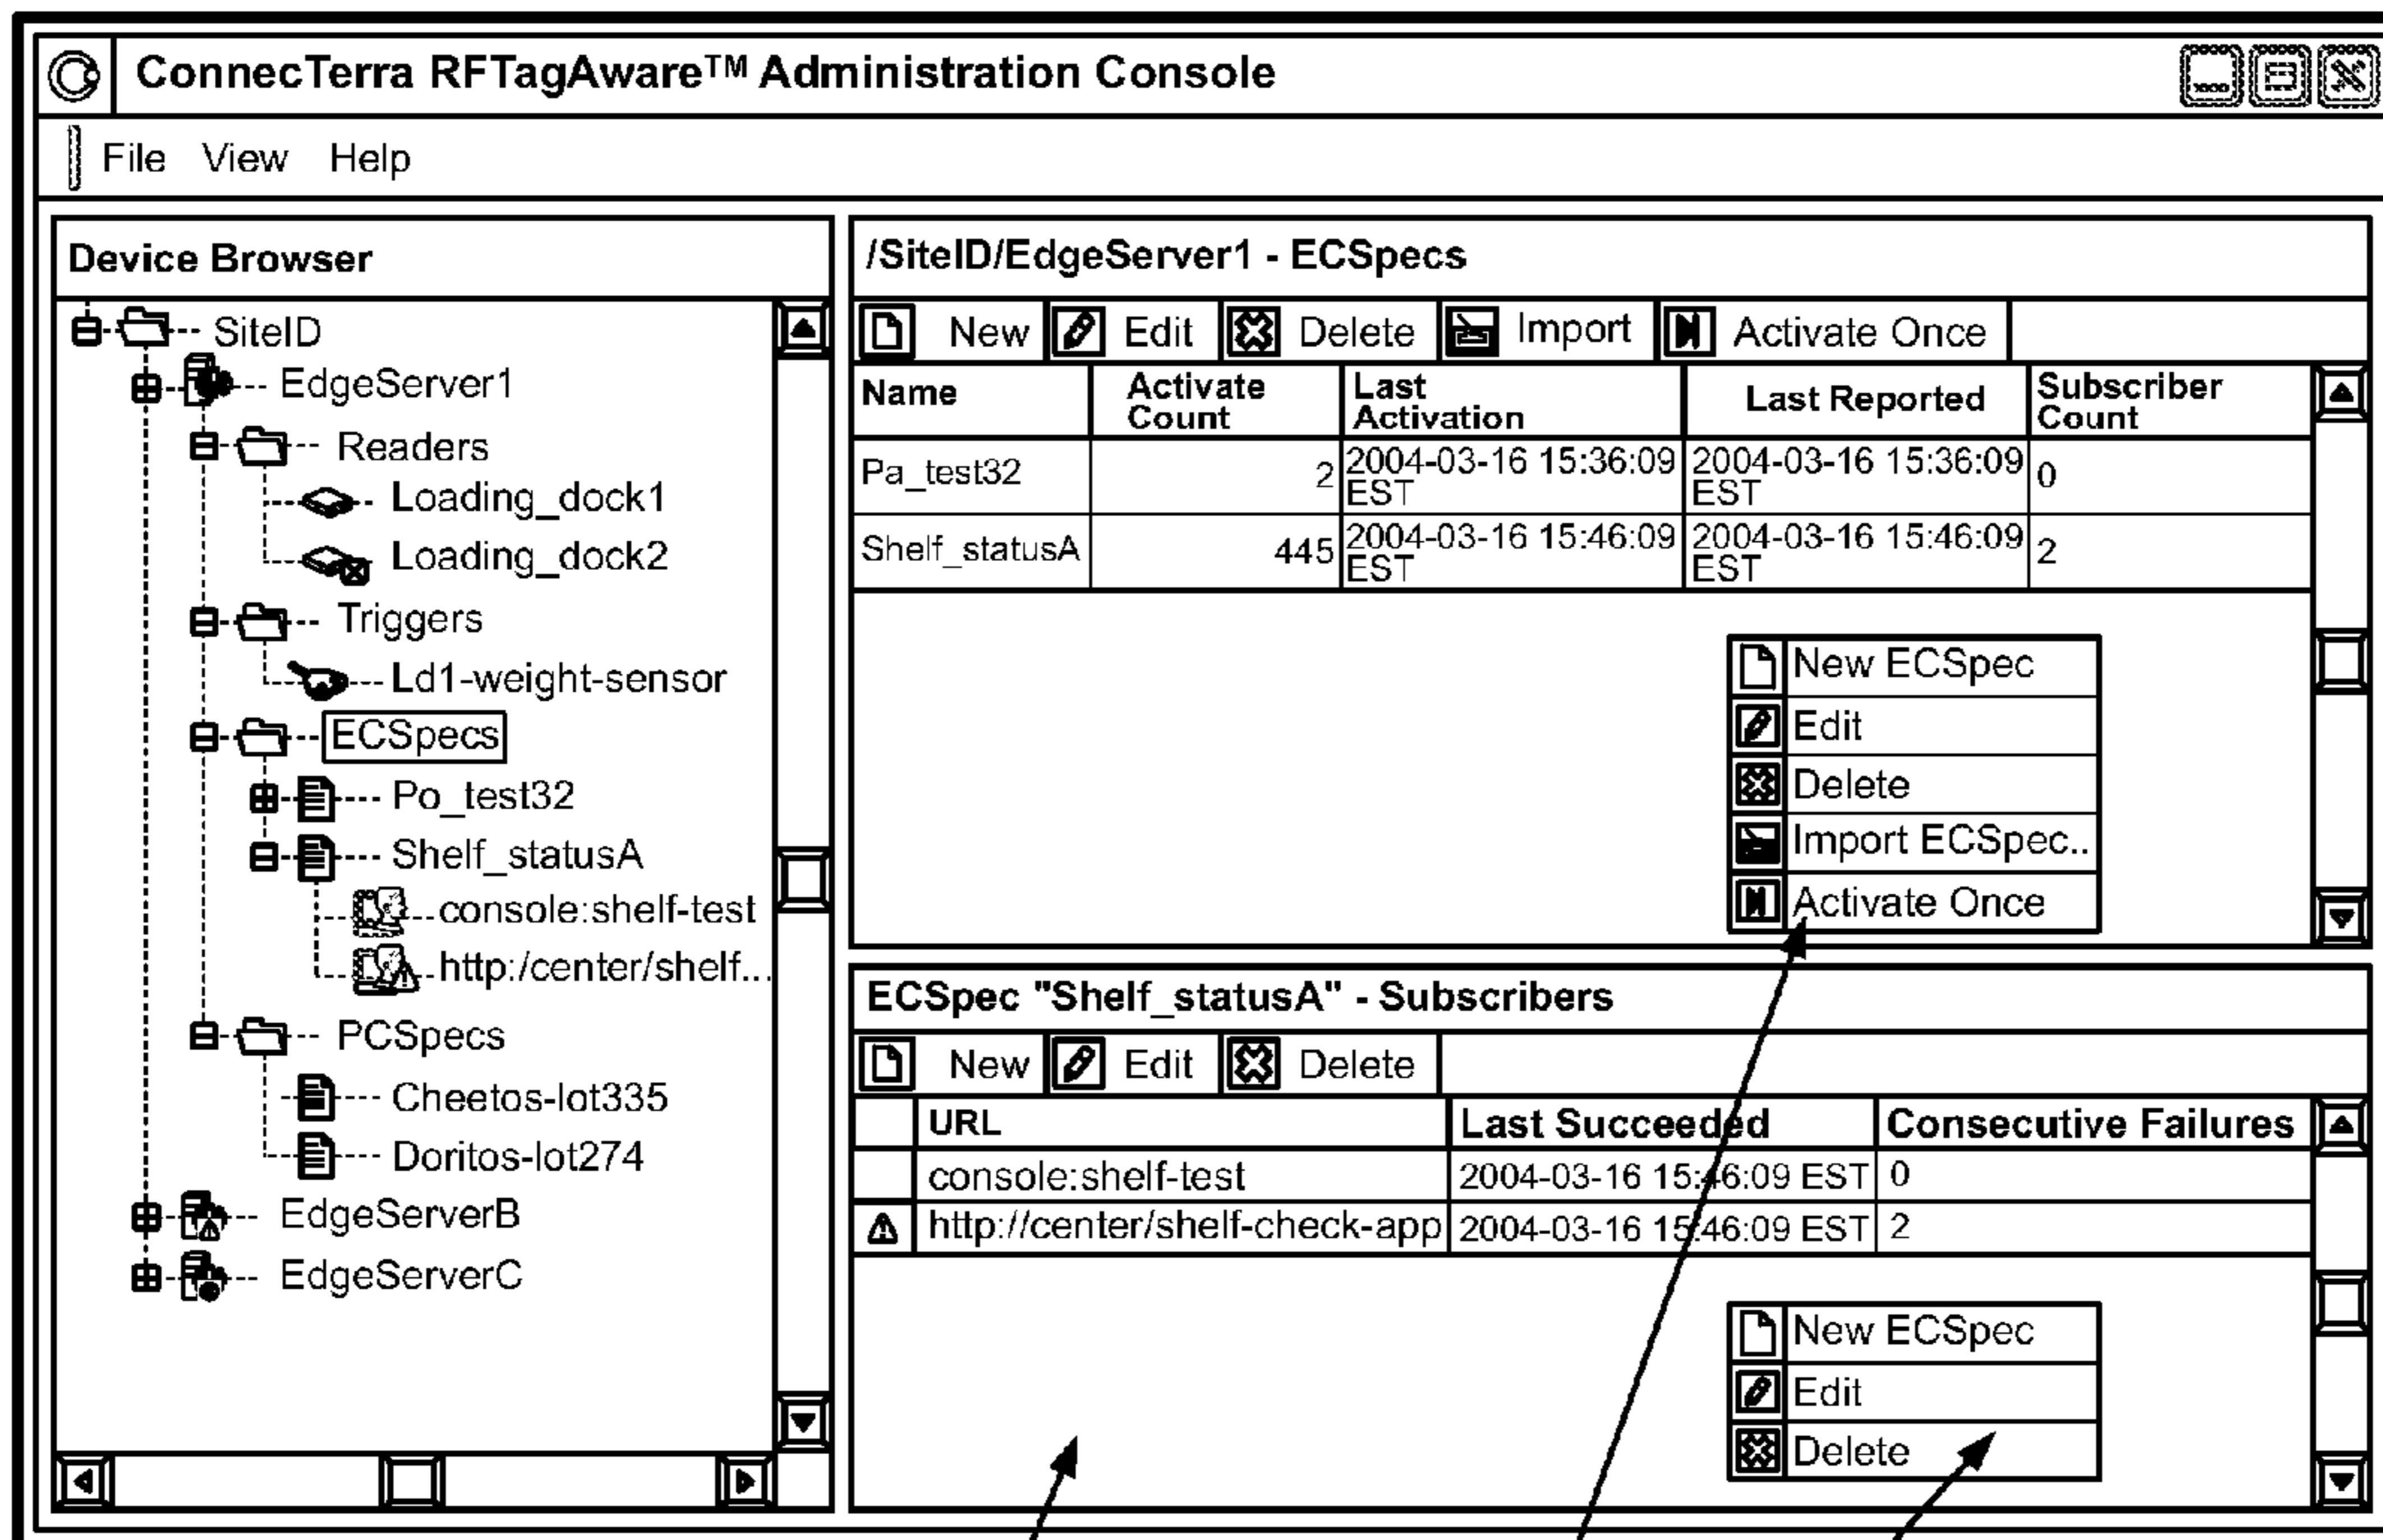 ConnecTerra RFTagAware™ Administration Console
File View Help
Device Browser
SiteID
EdgeServer1
Readers
Loading_dock1
Loading_dock2
Triggers
Ld1-weight-sensor
ECSpecs
Po_test32
Shelf_statusA
console:shelf-test
http:/center/shelf...
PCSpecs
Cheetos-lot335
Doritos-lot274
EdgeServerB
EdgeServerC
/SiteID/EdgeServer1 - ECSpecs
New Edit Delete Import Activate Once
Name Activate Count Last Activation Last Reported Subscriber Count
Pa_test32 2 2004-03-16 15:36:09 EST 2004-03-16 15:36:09 EST 0
Shelf_statusA 445 2004-03-16 15:46:09 EST 2004-03-16 15:46:09 EST 2
New ECSpec
Edit
Delete
Import ECSpec..
Activate Once
ECSpec "Shelf_statusA" - Subscribers
New Edit Delete
URL Last Succeeded Consecutive Failures
console:shelf-test 2004-03-16 15:46:09 EST 0
http://center/shelf-check-app 2004-03-16 15:46:09 EST 2
New ECSpec
Edit
Delete